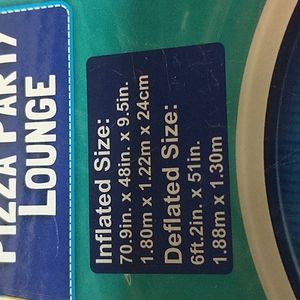 PIZZA PARTY
LOUNGE
Inflated Size:
70.9in. x 48in. x 9.5in.
1.80m x 1.22m x 24cm
Deflated Size:
6ft.2in. x 51in.
1.88m x 1.30m